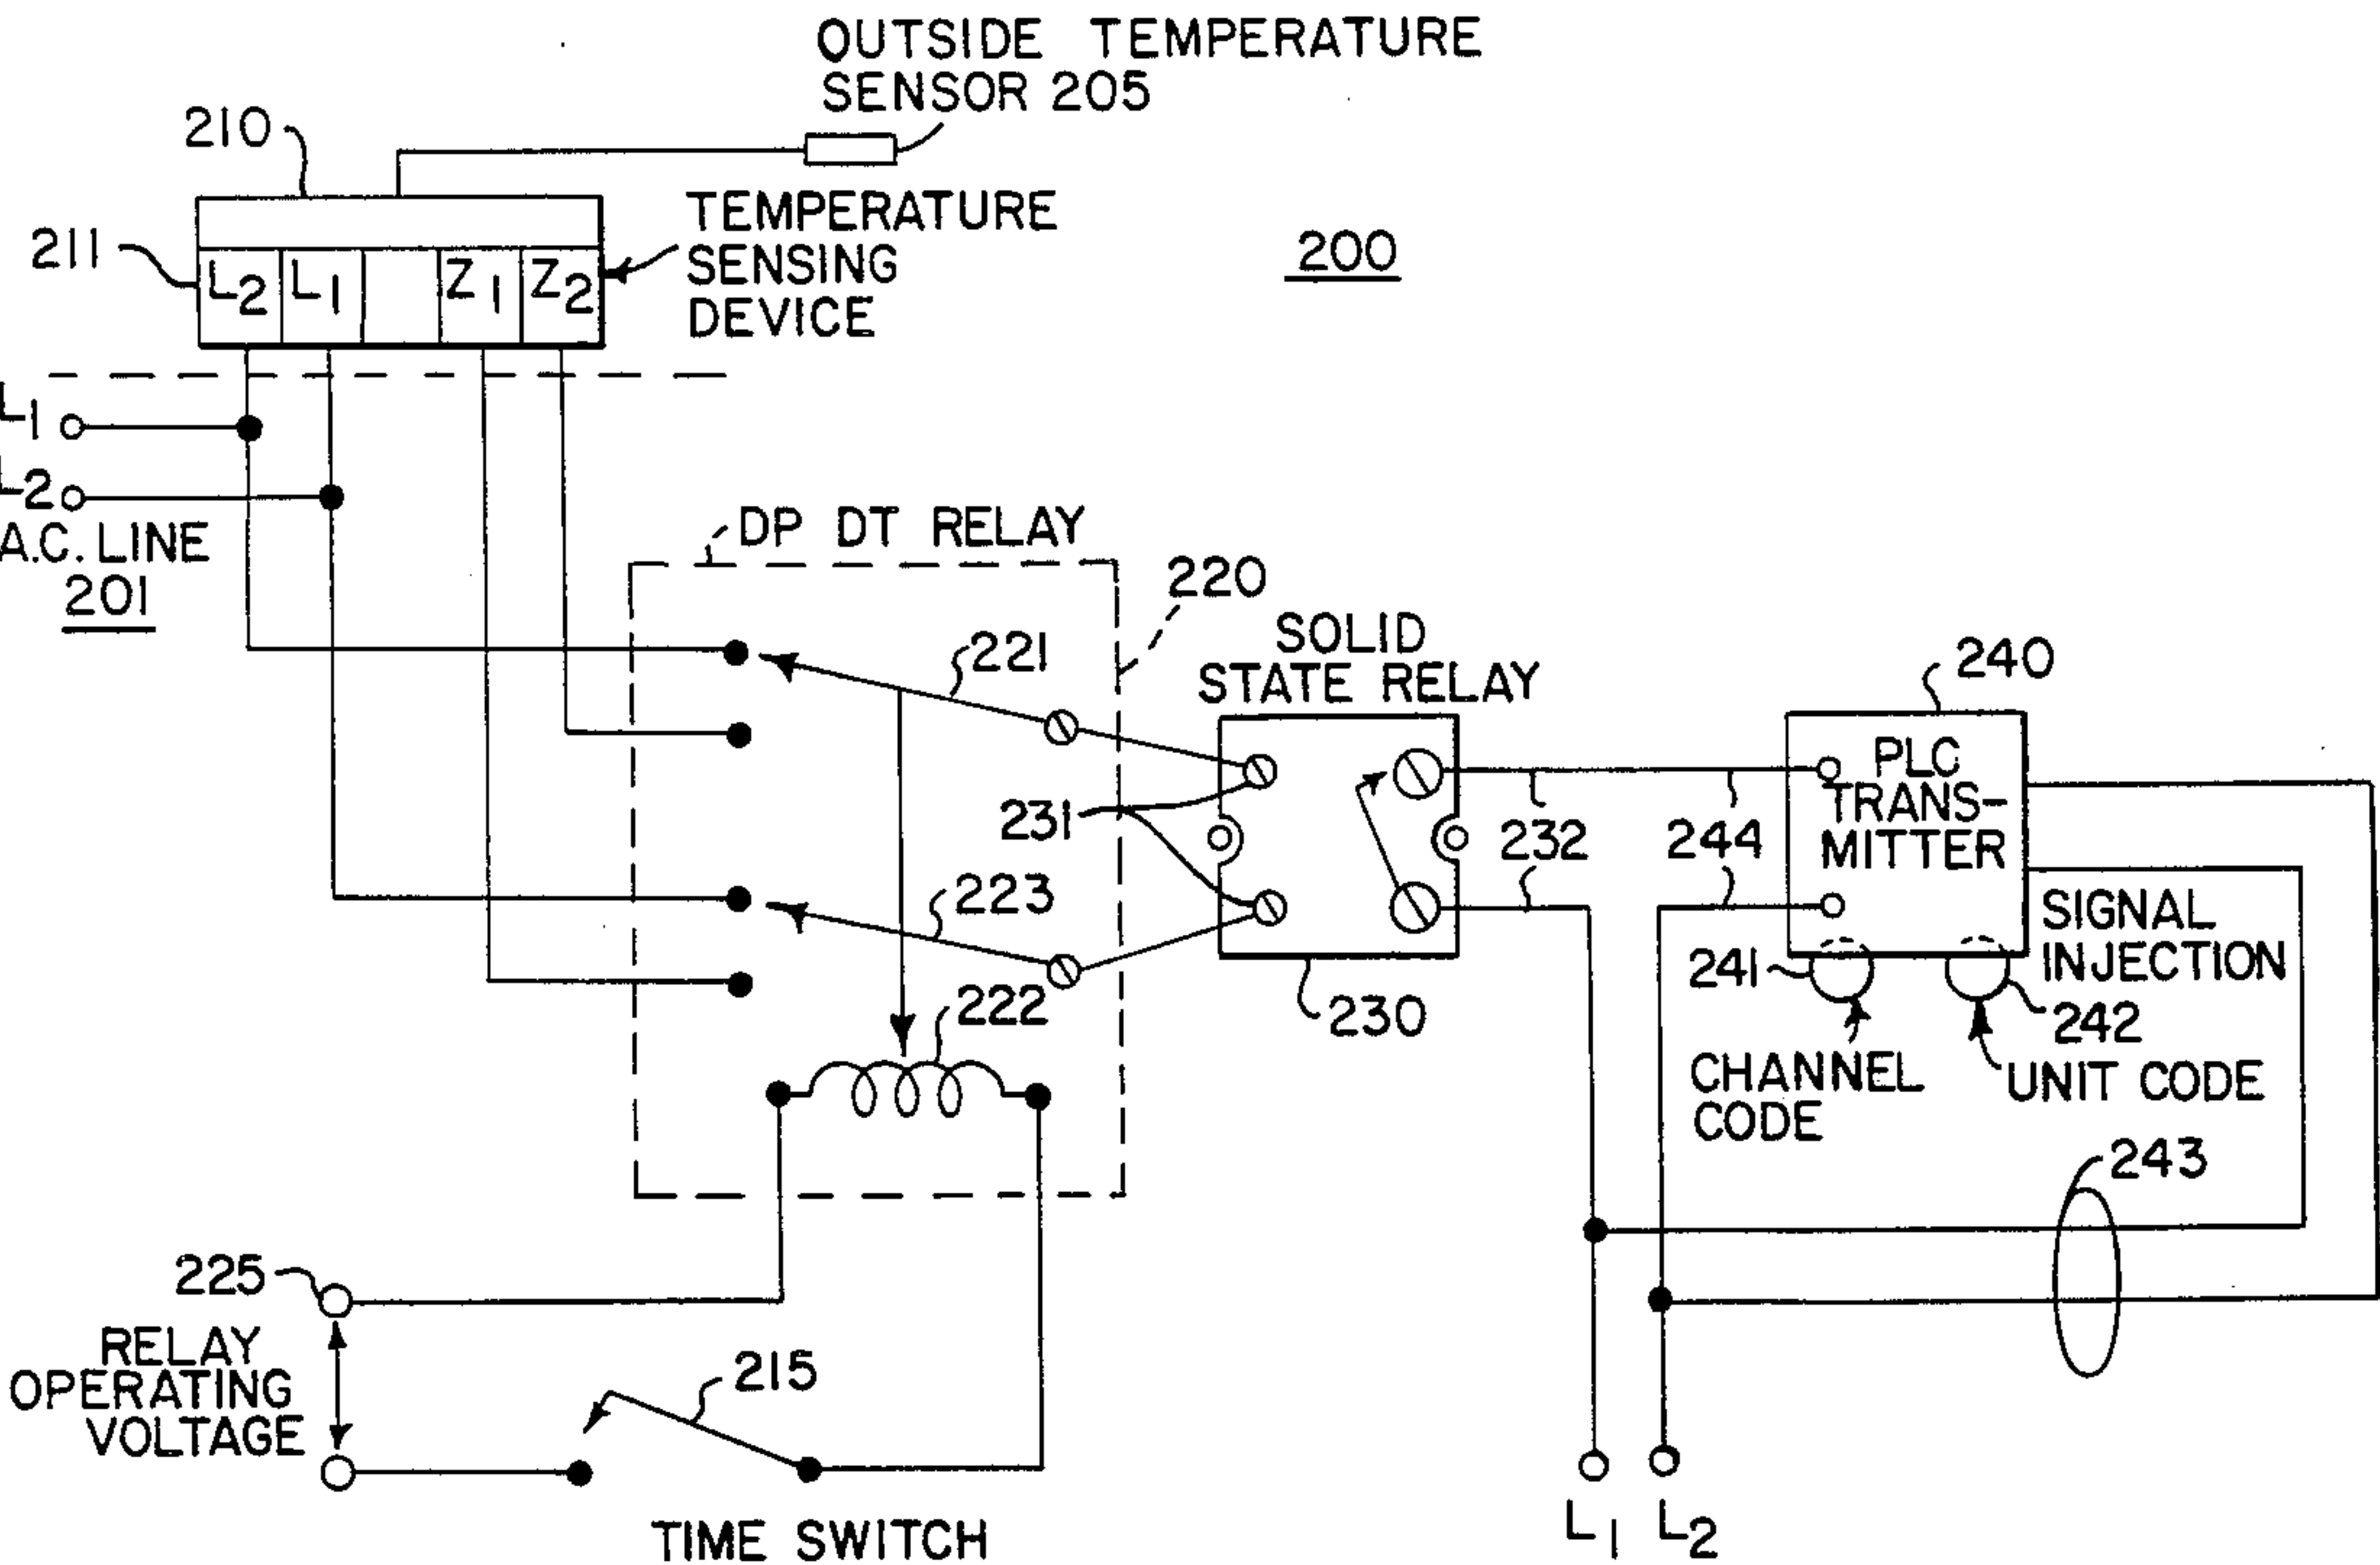 OUTSIDE TEMPERATURE
SENSOR 205
210
TEMPERATURE
SENSING
DEVICE
200
211
L2 L1 Z1 Z2
L1
L2
A.C. LINE
201
DP DT RELAY
220
221
SOLID
STATE RELAY
240
PLC
TRANS-
MITTER
231
232
244
223
SIGNAL
INJECTION
241
242
222
230
CHANNEL
CODE
UNIT CODE
243
225
RELAY
OPERATING
VOLTAGE
215
TIME SWITCH
L1 L2